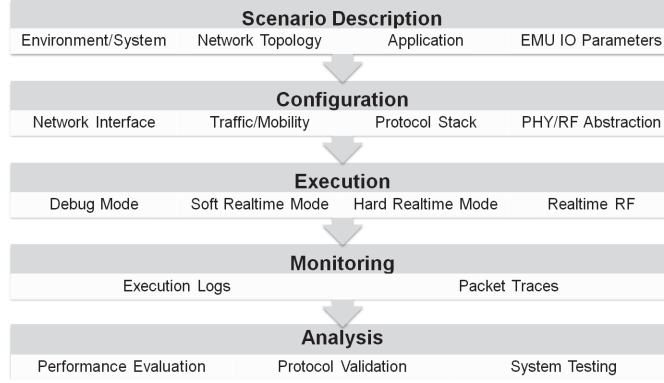 Scenario Description
Environment/System Network Topology Application EMU IO Parameters
Configuration
Network Interface Traffic/Mobility Protocol Stack PHY/RF Abstraction
Execution
Debug Mode Soft Realtime Mode Hard Realtime Mode Realtime RF
Monitoring
Execution Logs Packet Traces
Analysis
Performance Evaluation Protocol Validation System Testing